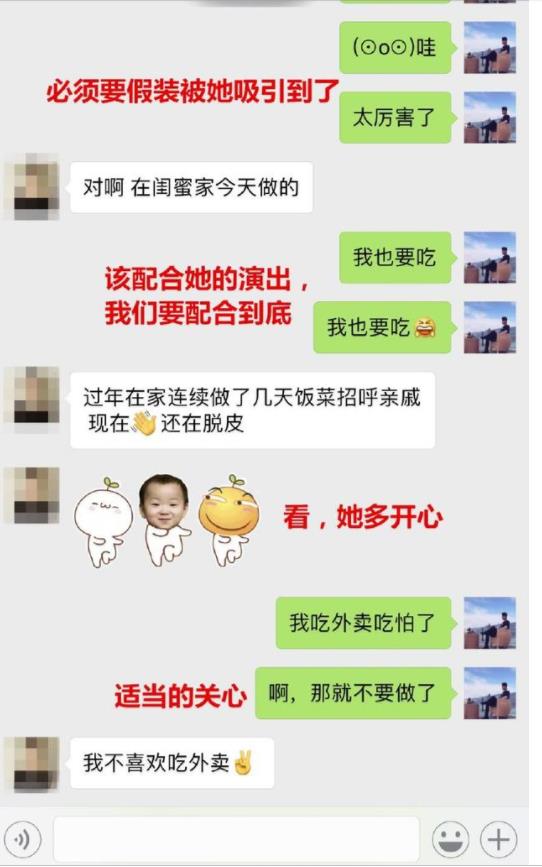 (⊙o⊙)哇
必须要假装被她吸引到了
太厉害了
对啊 在闺蜜家今天做的
我也要吃
该配合她的演出，
我们要配合到底
我也要吃
过年在家连续做了几天饭菜招呼亲戚
现在👋还在脱皮
看，她多开心
我吃外卖吃怕了
适当的关心
啊，那就不要做了
我不喜欢吃外卖✌